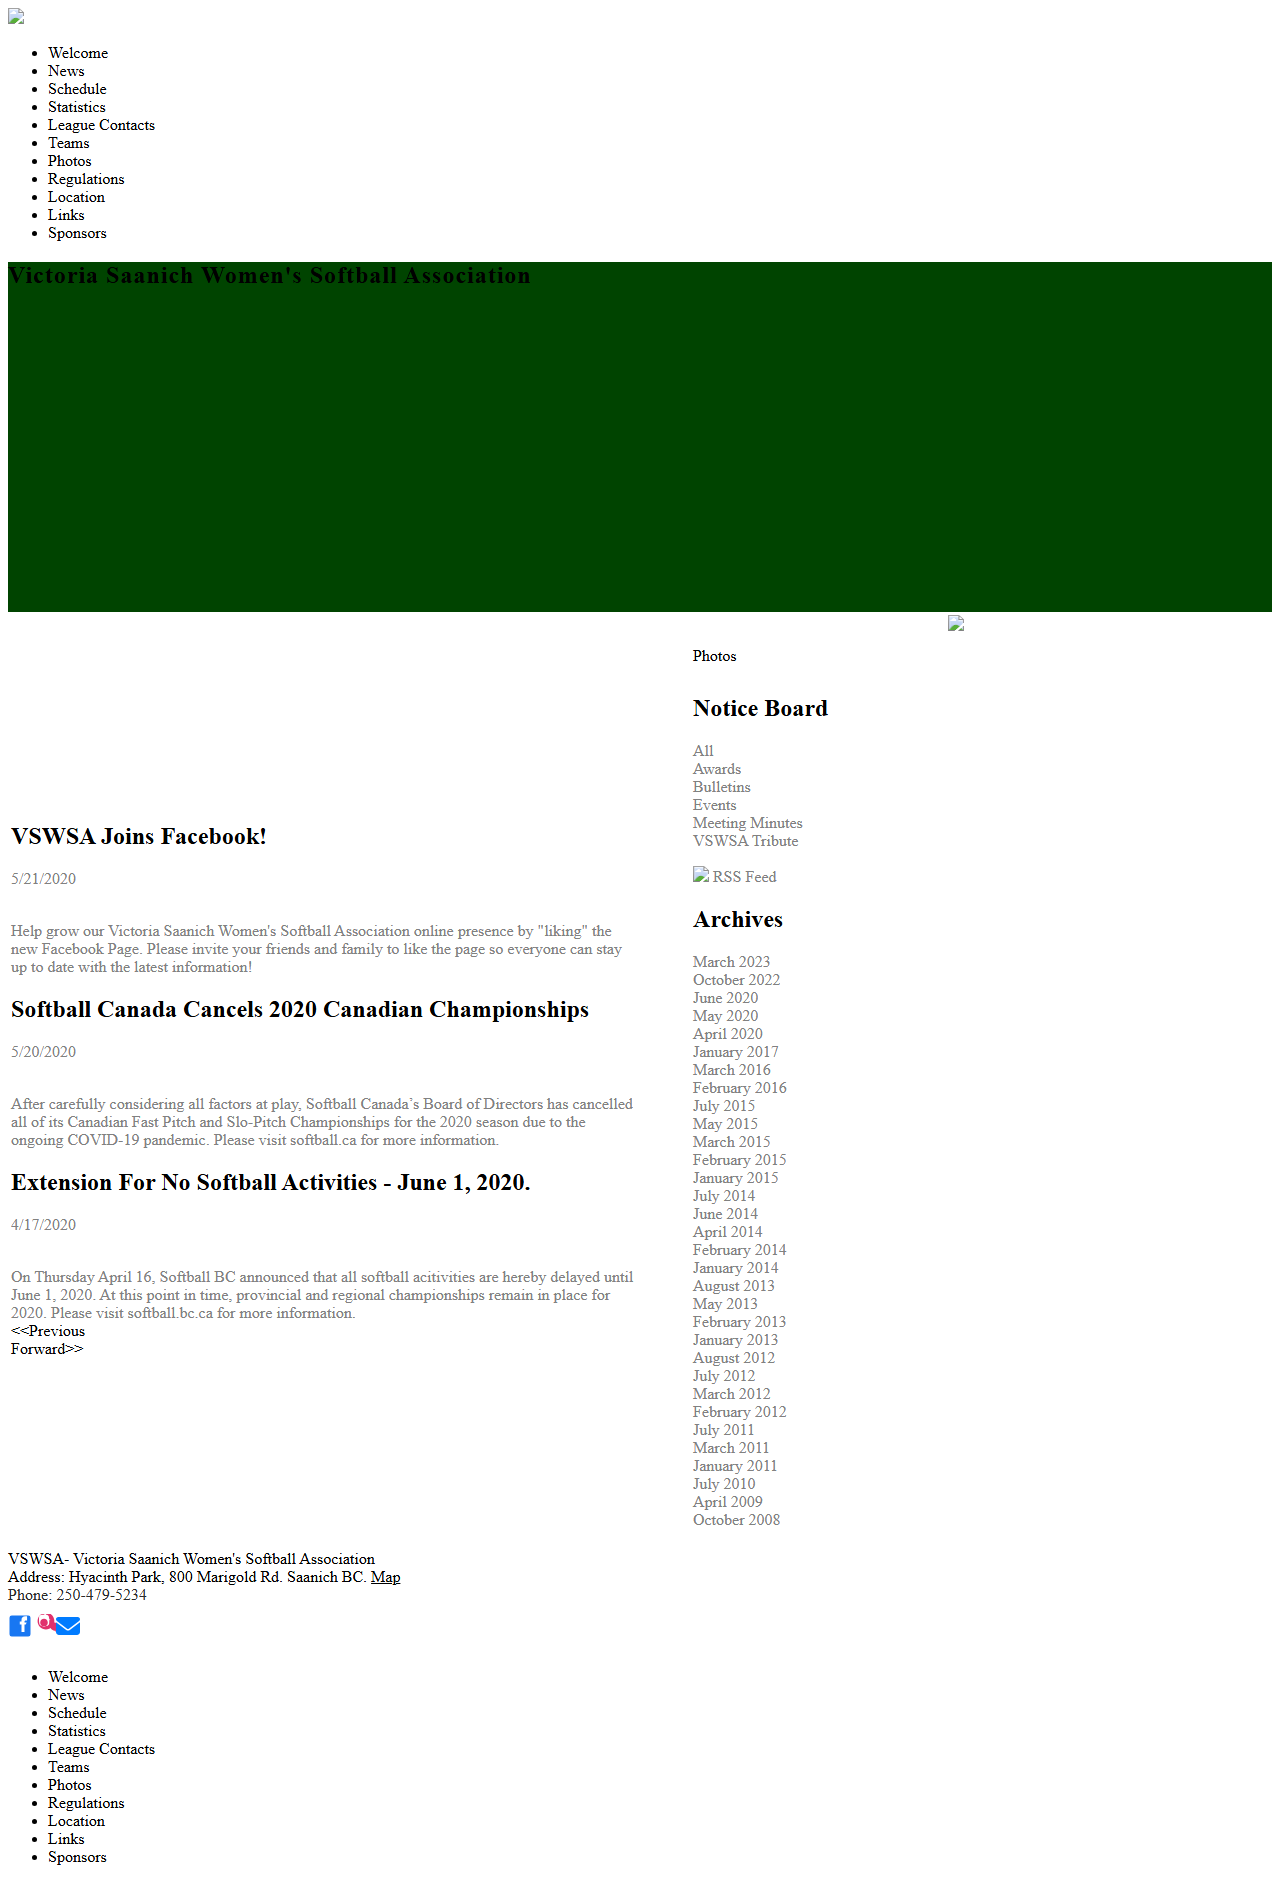 Welcome
News
Schedule
Statistics
League Contacts
Teams
Photos
Regulations
Location
Links
Sponsors
Victoria Saanich Women's Softball Association
VSWSA Joins Facebook!
5/21/2020
Help grow our Victoria Saanich Women's Softball Association online presence by "liking" the
new Facebook Page. Please invite your friends and family to like the page so everyone can stay
up to date with the latest information!
Softball Canada Cancels 2020 Canadian Championships
5/20/2020
After carefully considering all factors at play, Softball Canada’s Board of Directors has cancelled
all of its Canadian Fast Pitch and Slo-Pitch Championships for the 2020 season due to the
ongoing COVID-19 pandemic. Please visit softball.ca for more information.
Extension For No Softball Activities - June 1, 2020.
4/17/2020
On Thursday April 16, Softball BC announced that all softball acitivities are hereby delayed until
June 1, 2020. At this point in time, provincial and regional championships remain in place for
2020. Please visit softball.bc.ca for more information.
<<Previous
Forward>>
Photos
Notice Board
All
Awards
Bulletins
Events
Meeting Minutes
VSWSA Tribute
RSS Feed
Archives
March 2023
October 2022
June 2020
May 2020
April 2020
January 2017
March 2016
February 2016
July 2015
May 2015
March 2015
February 2015
January 2015
July 2014
June 2014
April 2014
February 2014
January 2014
August 2013
May 2013
February 2013
January 2013
August 2012
July 2012
March 2012
February 2012
July 2011
March 2011
January 2011
July 2010
April 2009
October 2008
VSWSA- Victoria Saanich Women's Softball Association
Address: Hyacinth Park, 800 Marigold Rd. Saanich BC. Map
Phone: 250-479-5234
Welcome
News
Schedule
Statistics
League Contacts
Teams
Photos
Regulations
Location
Links
Sponsors